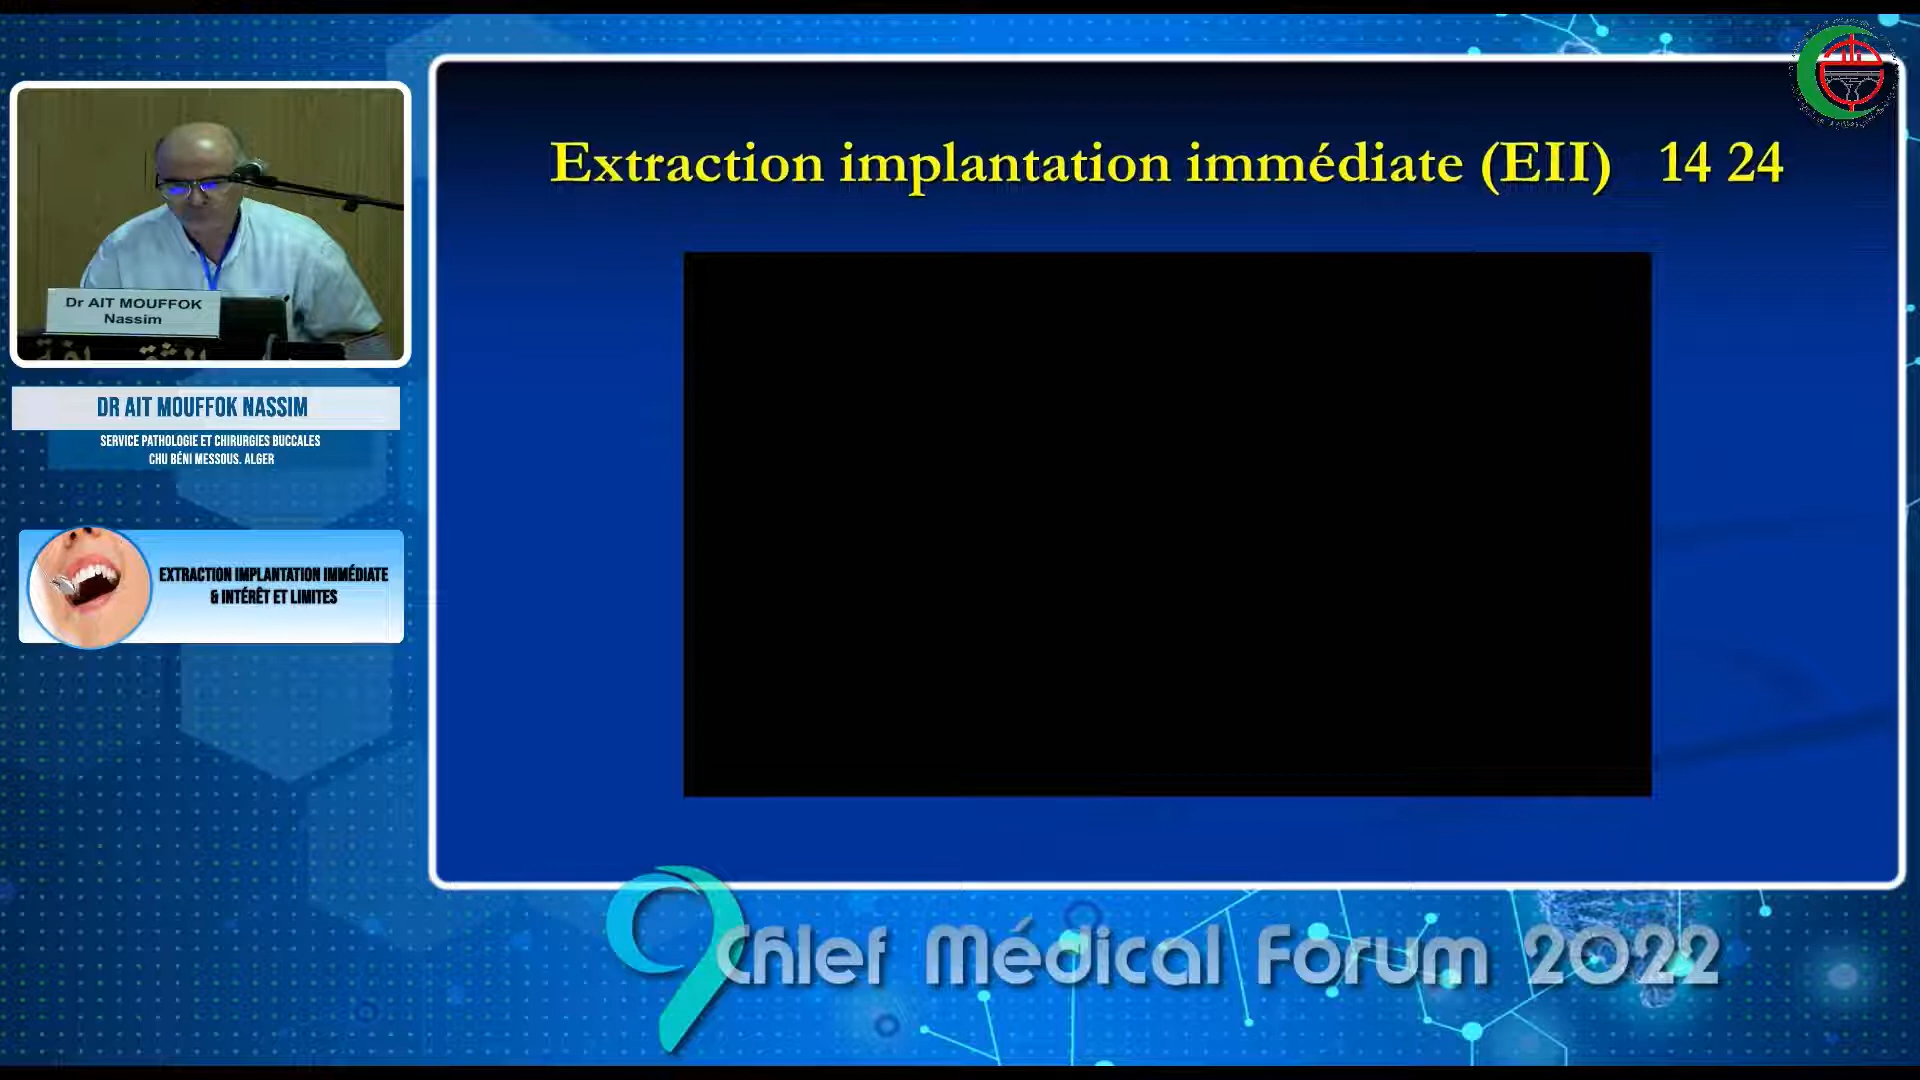 Extraction implantation immédiate (EII) 14 24
Dr AIT MOUFFOK
Nassim
DR AIT MOUFFOK NASSIM
SERVICE PATHOLOGIE ET CHIRURGIES BUCCALES
CHU BÉNI MESSOUS. ALGER
EXTRACTION IMPLANTATION IMMÉDIATE
& INTÉRÊT ET LIMITES
9 Chlef Médical Forum 2022